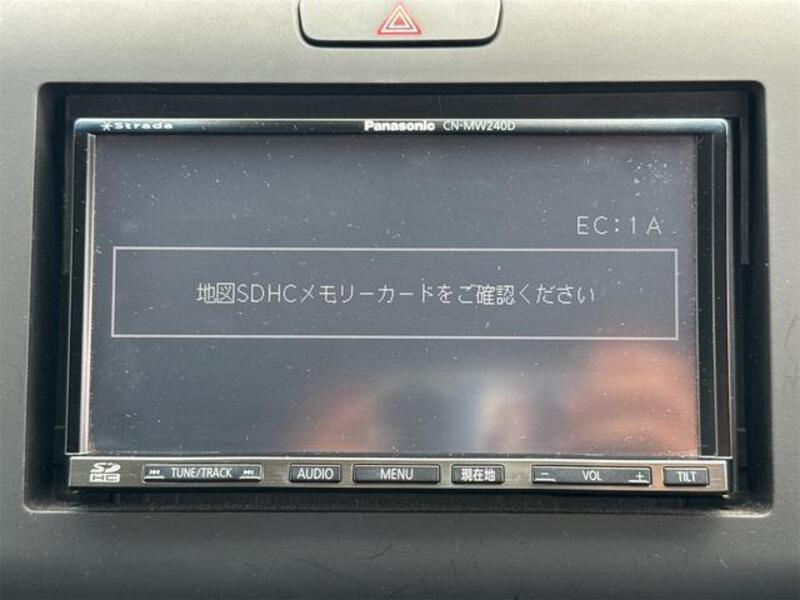 Strada Panasonic CN-MW240D
EC:1A
地図SDHCメモリーカードをご確認ください
SD HC TUNE/TRACK AUDIO MENU 現在地 − VOL + TILT